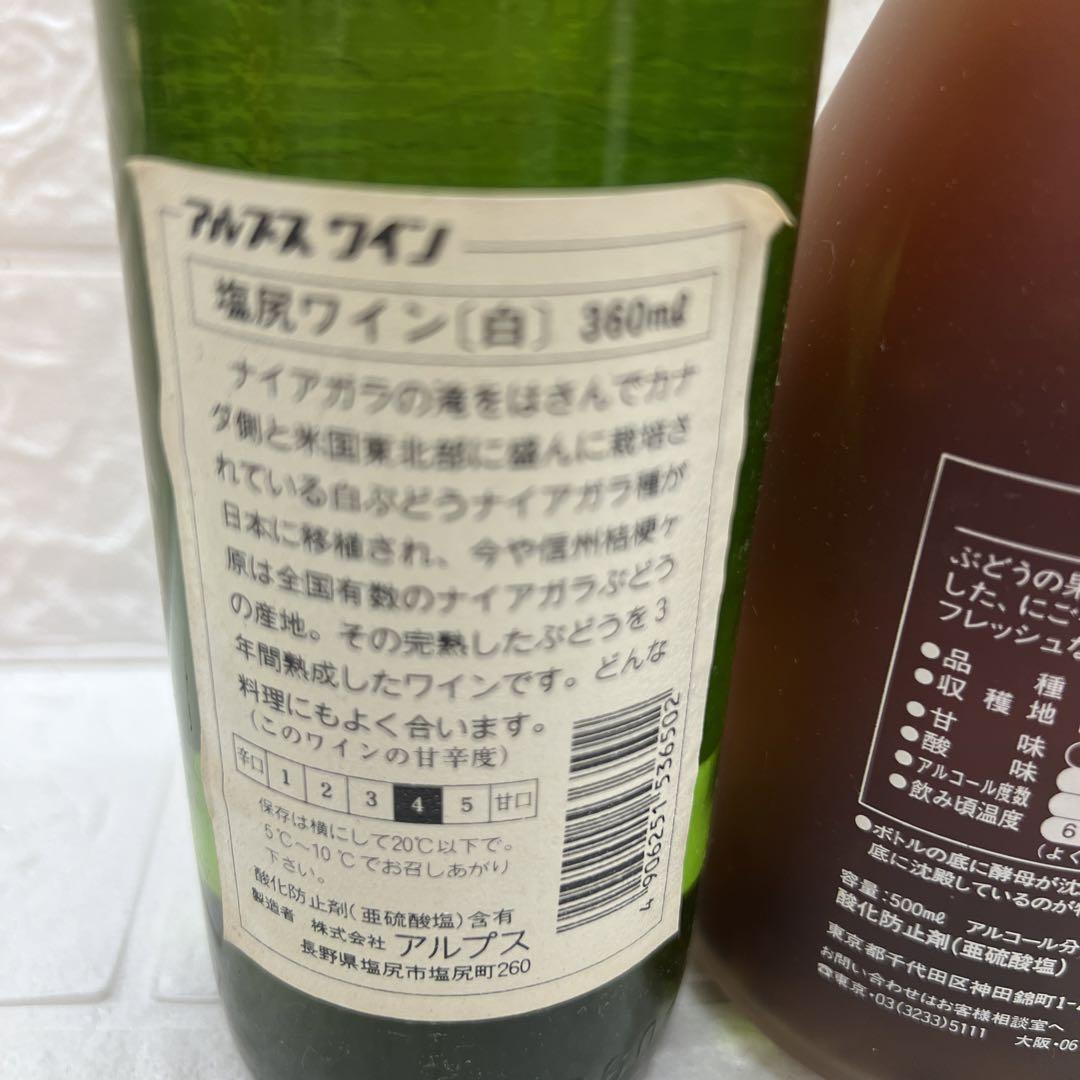 アルプス ワイン
塩尻ワイン〔白〕 360ml
ナイアガラの滝をはさんでカナ
ダ側と米国東北部に盛んに栽培さ
れている白ぶどうナイアガラ種が
日本に移植され、今や信州桔梗ヶ
原は全国有数のナイアガラぶどう
の産地。その完熟したぶどうを3
年間熟成したワインです。どんな
料理にもよく合います。
(このワインの甘辛度)
辛口 1 2 3 4 5 甘口
保存は横にして20℃以下で。
5℃〜10℃でお召しあがり
下さい。
酸化防止剤(亜硫酸塩)含有
製造者 株式会社 アルプス
長野県塩尻市塩尻町260
4906251536502
ぶどうの果
した、にご
フレッシュな
●品種
●収穫地
●甘味
●酸味
●アルコール度数
●飲み頃温度
6
(よく
●ボトルの底に酵母が沈
底に沈殿しているのが
容量:500ml アルコール分
酸化防止剤(亜硫酸塩)
東京都千代田区神田錦町1-
お問い合わせはお客様相談室へ
☎東京・03(3233)5111
大阪・06